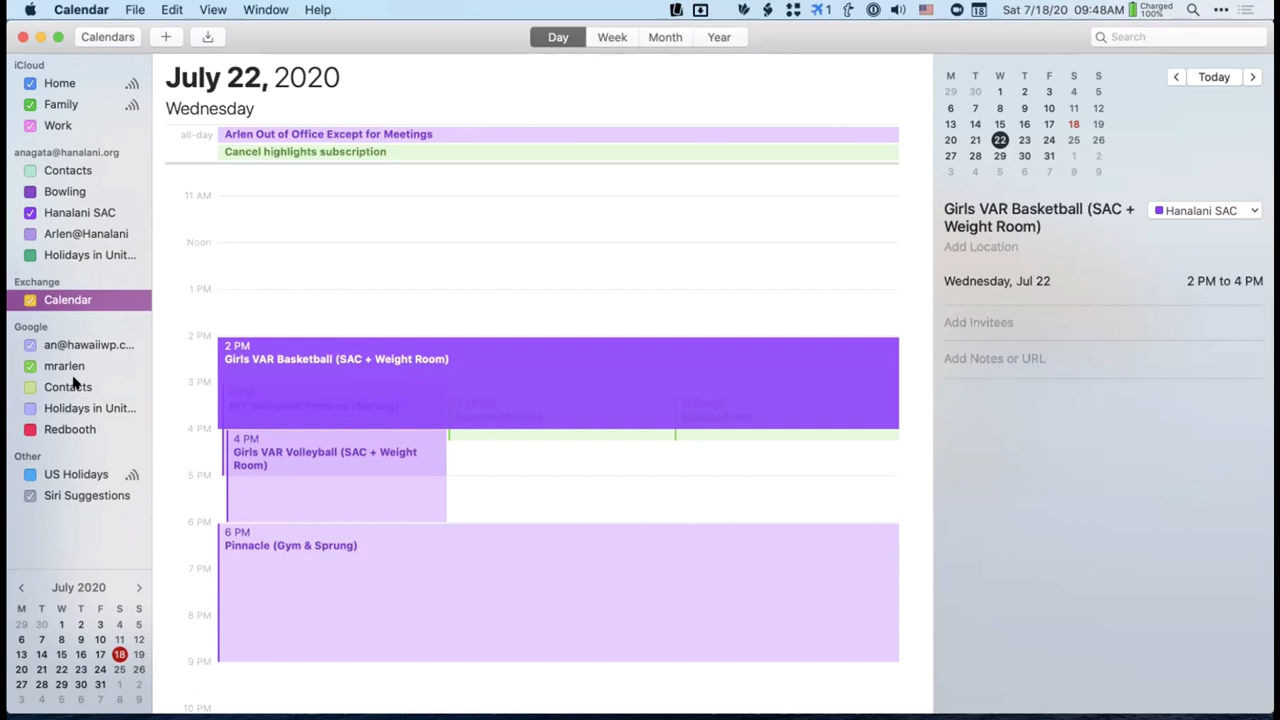 Calendar File Edit View Window Help 1 18 Sat 7/18/20 09:48AM Charged 100%
Calendars + Day Week Month Year Search
iCloud
Home
Family
Work
anagata@hanalani.org
Contacts
Bowling
Hanalani SAC
Arlen@Hanalani
Holidays in Unit...
Exchange
Calendar
Google
an@hawaiiwp.c...
mrarlen
Contacts
Holidays in Unit...
Redbooth
Other
US Holidays
Siri Suggestions
July 2020
M T W T F S S
29 30 1 2 3 4 5
6 7 8 9 10 11 12
13 14 15 16 17 18 19
20 21 22 23 24 25 26
27 28 29 30 31 1 2
3 4 5 6 7 8 9
July 22, 2020
Wednesday
all-day
Arlen Out of Office Except for Meetings
Cancel highlights subscription
11 AM
Noon
1 PM
2 PM
2 PM
Girls VAR Basketball (SAC + Weight Room)
3 PM
4 PM
4 PM
Girls VAR Volleyball (SAC + Weight
Room)
5 PM
6 PM
6 PM
Pinnacle (Gym & Sprung)
7 PM
8 PM
9 PM
10 PM
M T W T F S S
29 30 1 2 3 4 5
6 7 8 9 10 11 12
13 14 15 16 17 18 19
20 21 22 23 24 25 26
27 28 29 30 31 1 2
3 4 5 6 7 8 9
Today
Girls VAR Basketball (SAC +
Weight Room)
Hanalani SAC
Add Location
Wednesday, Jul 22 2 PM to 4 PM
Add Invitees
Add Notes or URL